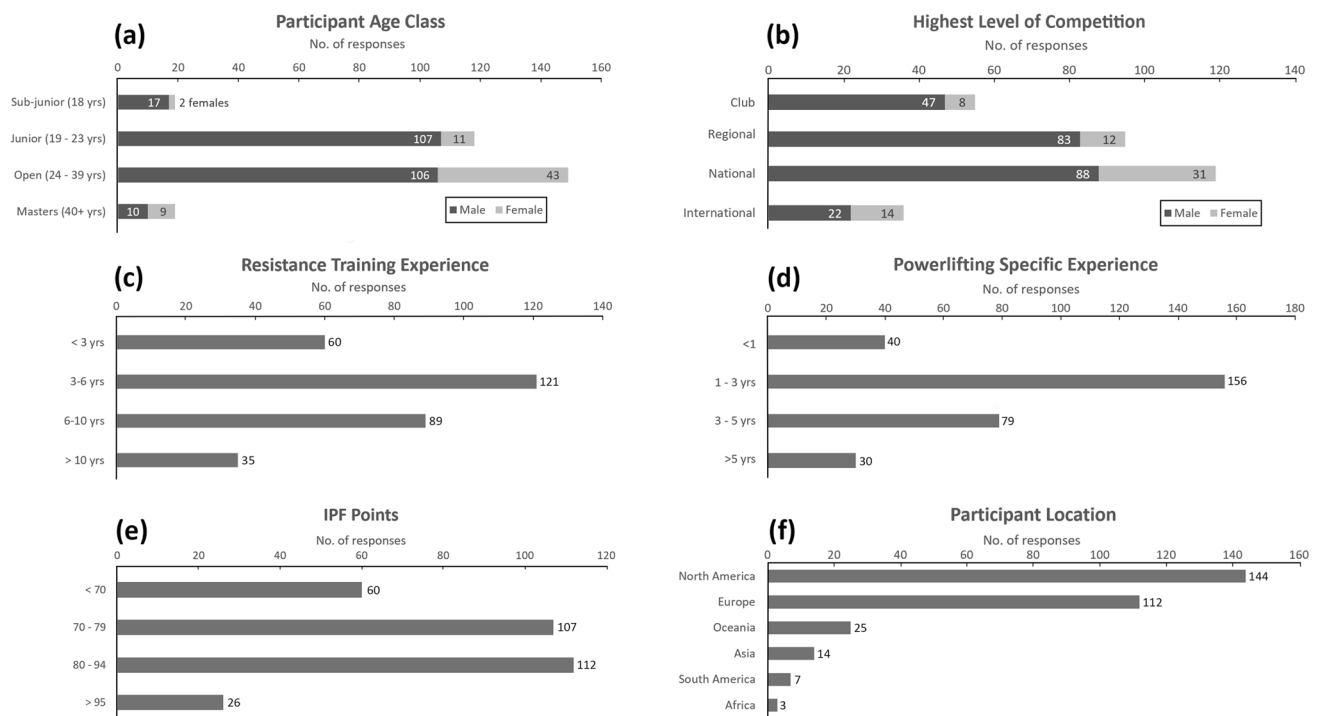 (a)
Participant Age Class
No. of responses
0 20 40 60 80 100 120 140 160
Sub-junior (18 yrs) 17 2 females
Junior (19 - 23 yrs) 107 11
Open (24 - 39 yrs) 106 43
Masters (40+ yrs) 10 9
Male Female
(b)
Highest Level of Competition
No. of responses
0 20 40 60 80 100 120 140
Club 47 8
Regional 83 12
National 88 31
International 22 14
Male Female
(c)
Resistance Training Experience
No. of responses
0 20 40 60 80 100 120 140
< 3 yrs 60
3-6 yrs 121
6-10 yrs 89
> 10 yrs 35
(d)
Powerlifting Specific Experience
No. of responses
0 20 40 60 80 100 120 140 160 180
<1 40
1 - 3 yrs 156
3 - 5 yrs 79
>5 yrs 30
(e)
IPF Points
No. of responses
0 20 40 60 80 100 120
< 70 60
70 - 79 107
80 - 94 112
> 95 26
(f)
Participant Location
No. of responses
0 20 40 60 80 100 120 140 160
North America 144
Europe 112
Oceania 25
Asia 14
South America 7
Africa 3